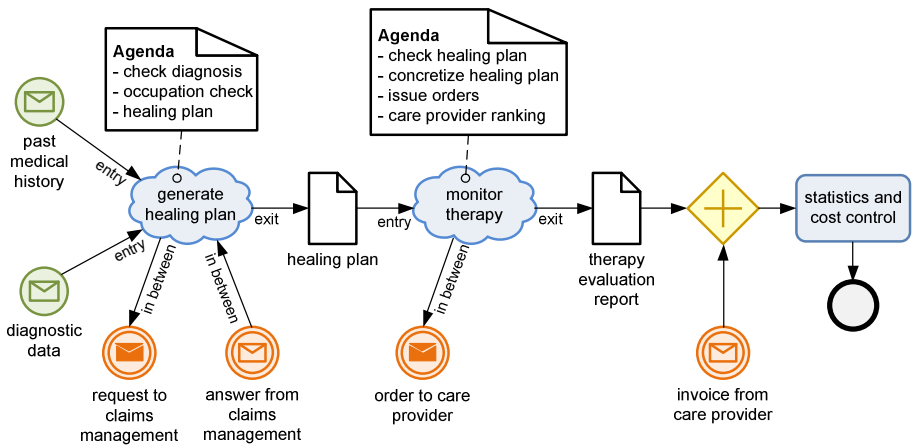 Agenda
- check diagnosis
- occupation check
- healing plan
Agenda
- check healing plan
- concretize healing plan
- issue orders
- care provider ranking
past
medical
history
entry
generate
healing plan
exit
healing plan
entry
monitor
therapy
exit
therapy
evaluation
report
statistics and
cost control
entry
diagnostic
data
in between
in between
in between
request to
claims
management
answer from
claims
management
order to care
provider
invoice from
care provider